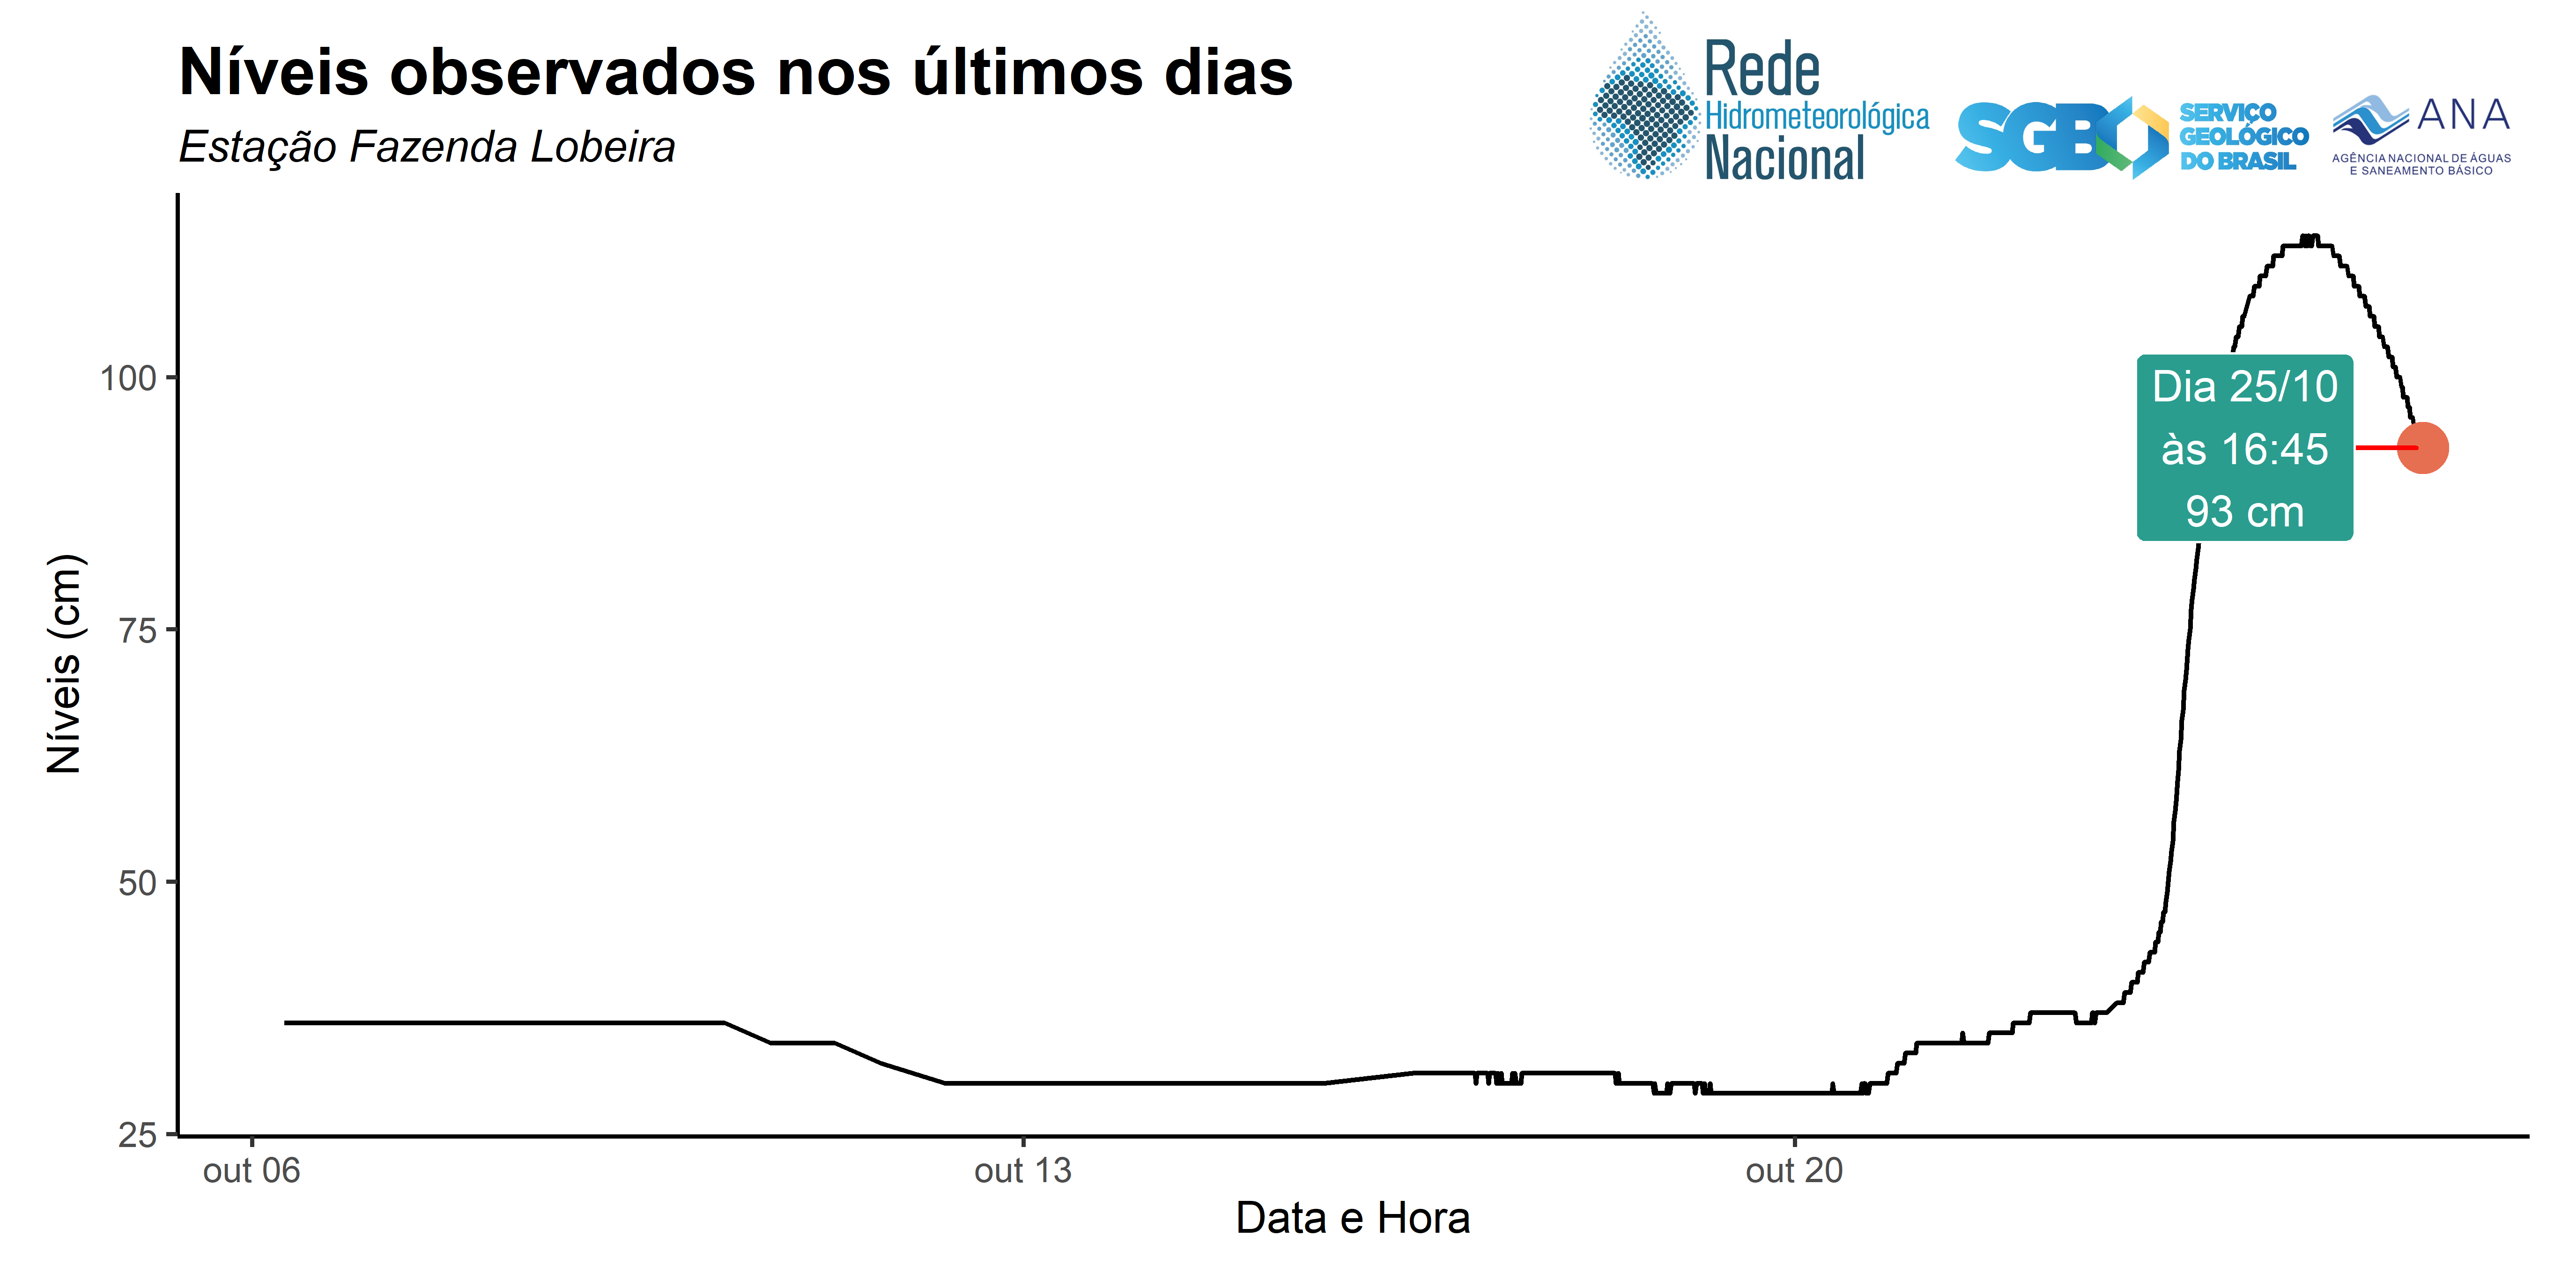 Níveis observados nos últimos dias
Estação Fazenda Lobeira
Rede
Hidrometeorológica
Nacional
SGB
SERVIÇO
GEOLÓGICO
DO BRASIL
ANA
AGÊNCIA NACIONAL DE ÁGUAS
E SANEAMENTO BÁSICO
Níveis (cm)
100
75
50
25
Dia 25/10
às 16:45
93 cm
out 06
out 13
out 20
Data e Hora